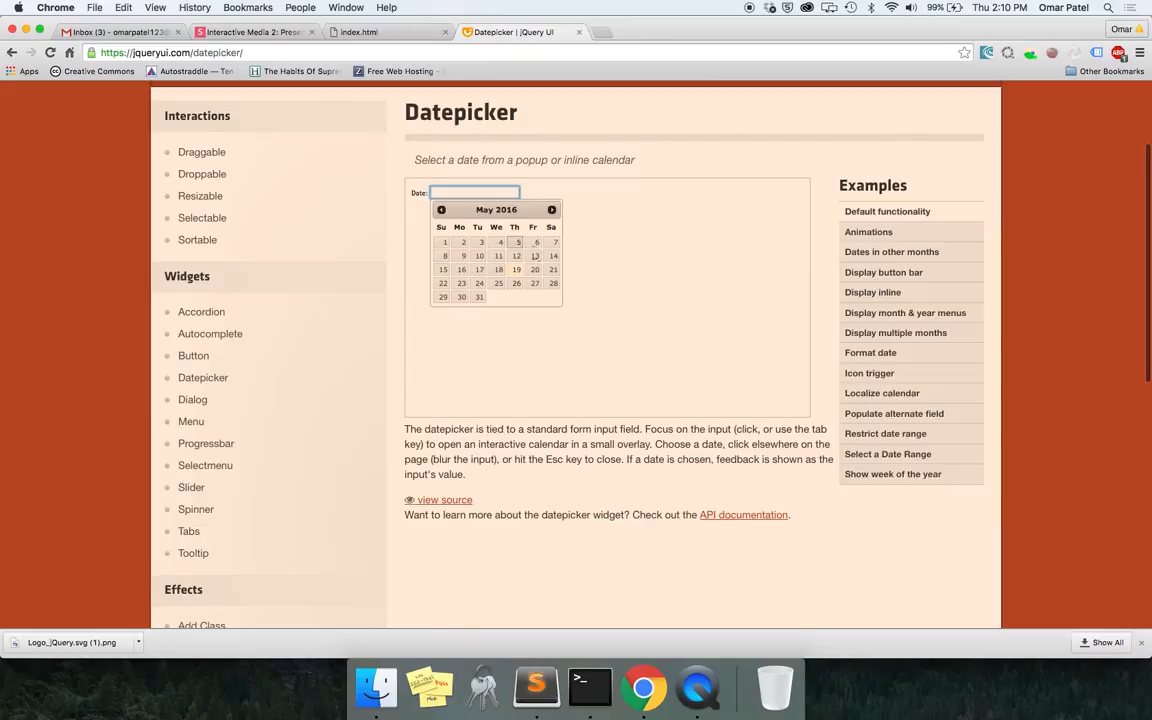 Chrome File Edit View History Bookmarks People Window Help 99% Thu 2:10 PM Omar Patel
Inbox (3) - omarpatel123@ Interactive Media 2: Prese index.html Datepicker | jQuery UI Omar
https://jqueryui.com/datepicker/
Apps Creative Commons Autostraddle — Ten The Habits Of Supre Free Web Hosting - Other Bookmarks
Interactions
Draggable
Droppable
Resizable
Selectable
Sortable
Widgets
Accordion
Autocomplete
Button
Datepicker
Dialog
Menu
Progressbar
Selectmenu
Slider
Spinner
Tabs
Tooltip
Effects
Add Class
Datepicker
Select a date from a popup or inline calendar
Date:
May 2016
Su Mo Tu We Th Fr Sa
1 2 3 4 5 6 7
8 9 10 11 12 13 14
15 16 17 18 19 20 21
22 23 24 25 26 27 28
29 30 31
The datepicker is tied to a standard form input field. Focus on the input (click, or use the tab
key) to open an interactive calendar in a small overlay. Choose a date, click elsewhere on the
page (blur the input), or hit the Esc key to close. If a date is chosen, feedback is shown as the
input's value.
view source
Want to learn more about the datepicker widget? Check out the API documentation.
Examples
Default functionality
Animations
Dates in other months
Display button bar
Display inline
Display month & year menus
Display multiple months
Format date
Icon trigger
Localize calendar
Populate alternate field
Restrict date range
Select a Date Range
Show week of the year
Logo_jQuery.svg (1).png Show All